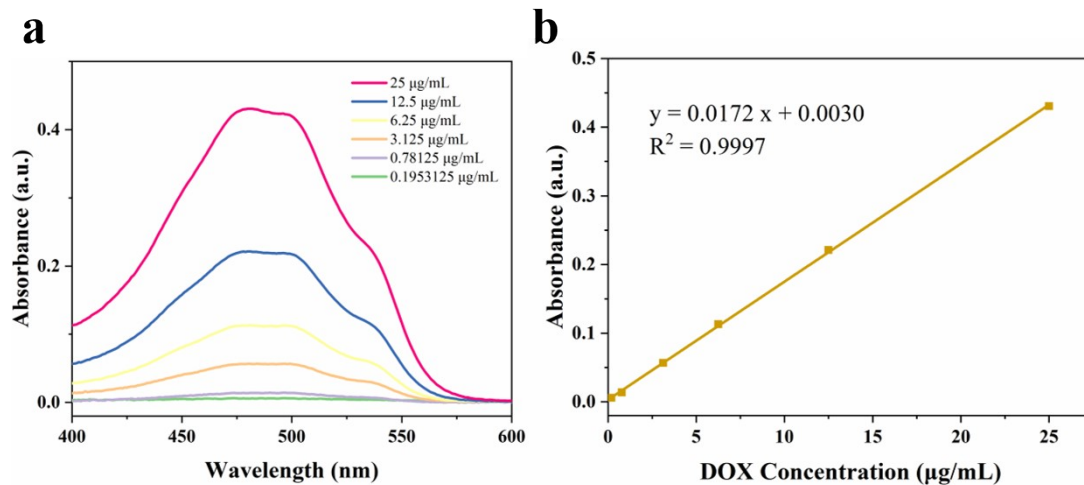 a
0.4
0.2
0.0
Absorbance (a.u.)
400
450
500
550
600
Wavelength (nm)
25 μg/mL
12.5 μg/mL
6.25 μg/mL
3.125 μg/mL
0.78125 μg/mL
0.1953125 μg/mL
b
0.5
0.4
0.3
0.2
0.1
0.0
Absorbance (a.u.)
y = 0.0172 x + 0.0030
R² = 0.9997
0
5
10
15
20
25
DOX Concentration (μg/mL)